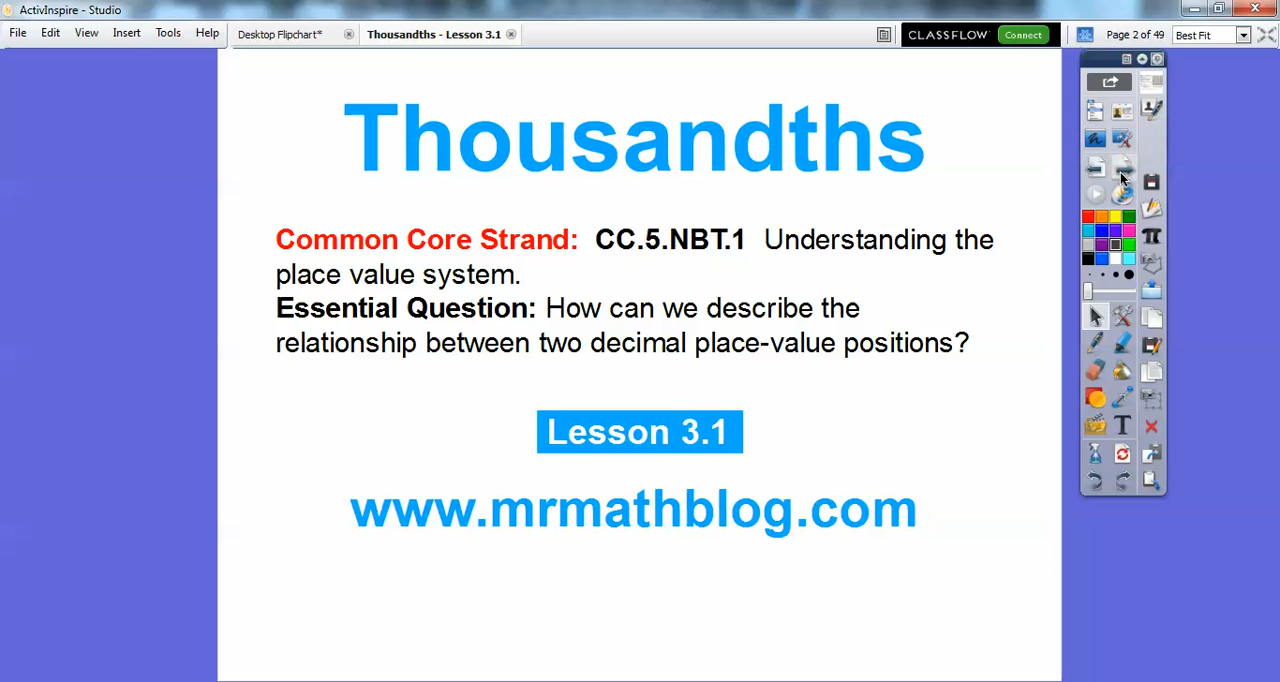 ActivInspire - Studio
File Edit View Insert Tools Help Desktop Flipchart* Thousandths - Lesson 3.1 CLASSFLOW Connect Page 2 of 49 Best Fit
Thousandths
Common Core Strand: CC.5.NBT.1 Understanding the
place value system.
Essential Question: How can we describe the
relationship between two decimal place-value positions?
Lesson 3.1
www.mrmathblog.com